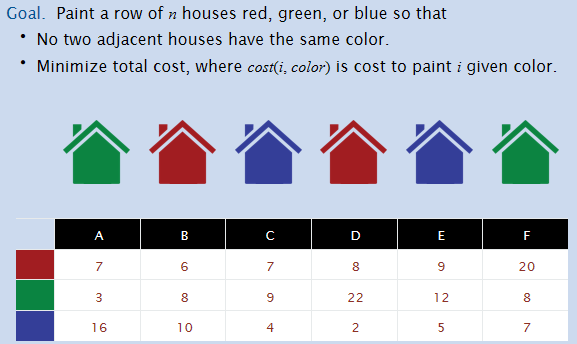 Goal. Paint a row of n houses red, green, or blue so that
• No two adjacent houses have the same color.
• Minimize total cost, where cost(i, color) is cost to paint i given color.
A B C D E F
7 6 7 8 9 20
3 8 9 22 12 8
16 10 4 2 5 7